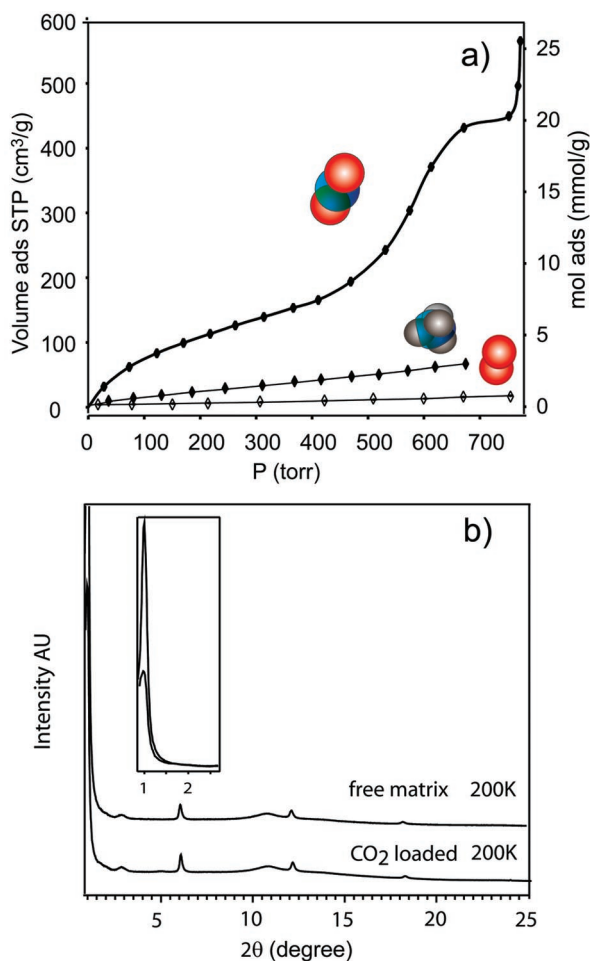 a)
Volume ads STP (cm³/g)
600
500
400
300
200
100
0
mol ads (mmol/g)
25
20
15
10
5
0
0 100 200 300 400 500 600 700
P (torr)
b)
Intensity AU
1 2
free matrix 200K
CO₂ loaded 200K
5 10 15 20 25
2θ (degree)